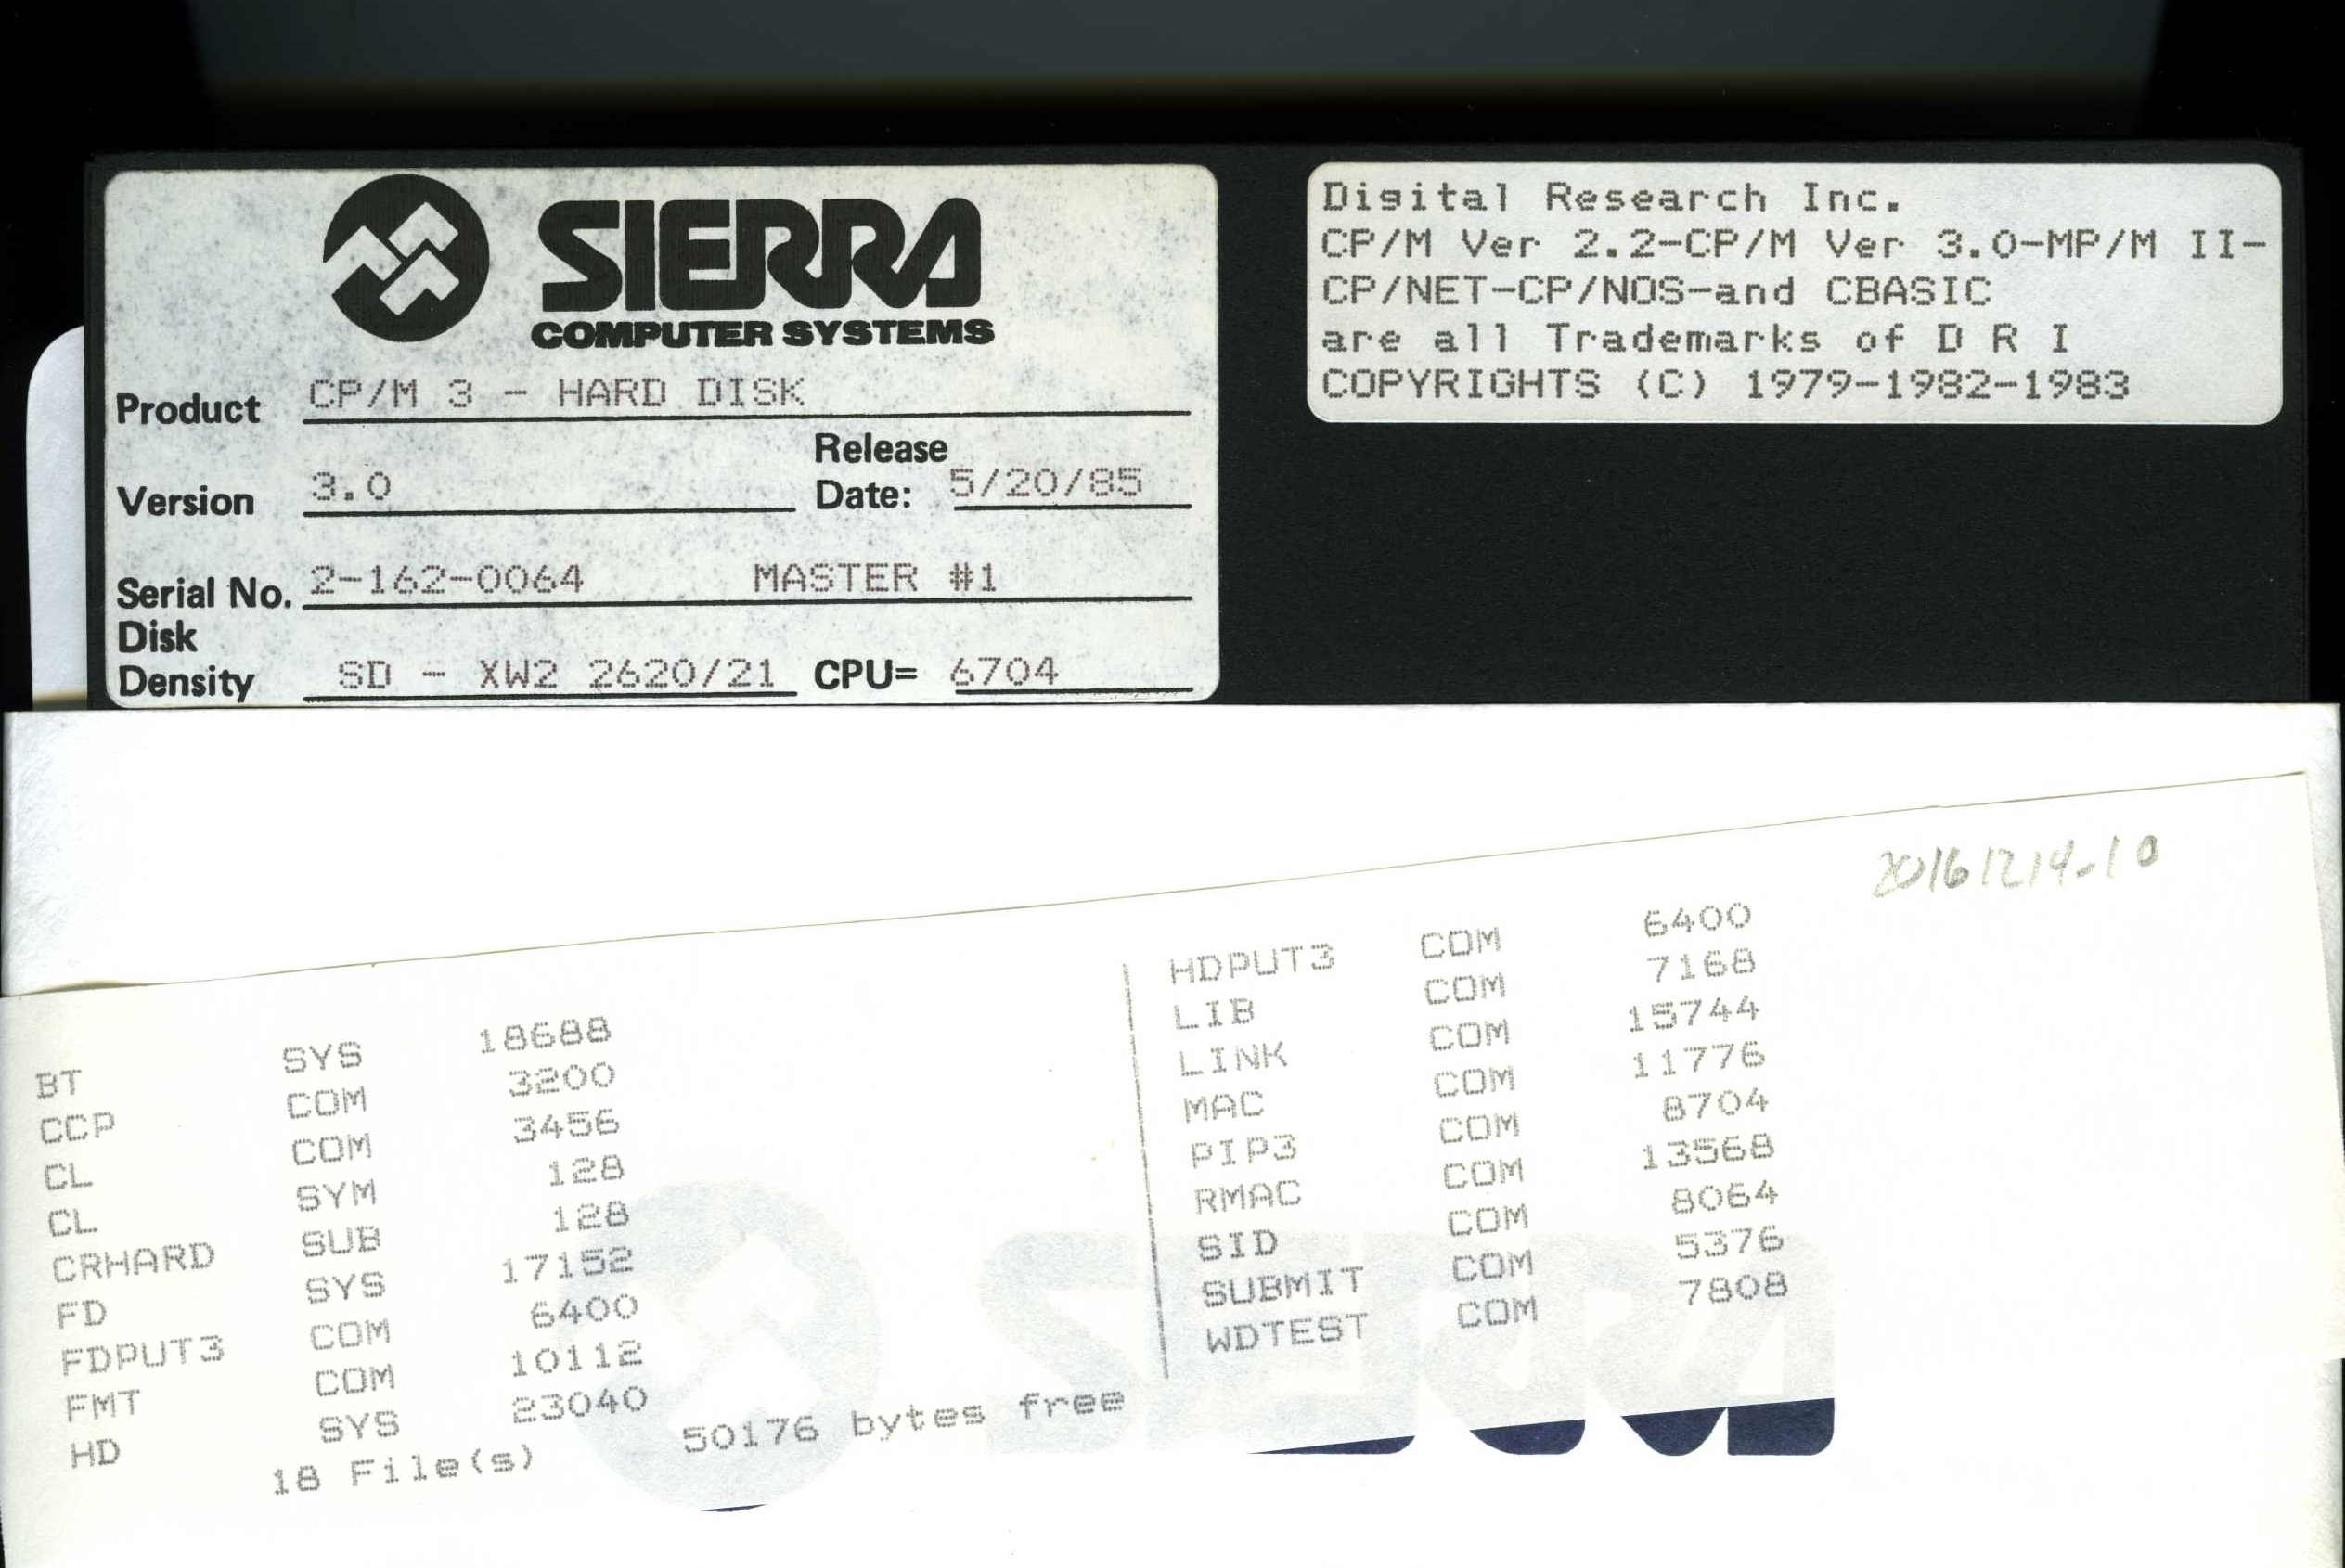 SIERRA
COMPUTER SYSTEMS
Product CP/M 3 - HARD DISK
Version 3.0 Release Date: 5/20/85
Serial No. 2-162-0064 MASTER #1
Disk Density SD - XW2 2620/21 CPU= 6704
Digital Research Inc.
CP/M Ver 2.2-CP/M Ver 3.0-MP/M II-
CP/NET-CP/NOS-and CBASIC
are all Trademarks of D R I
COPYRIGHTS (C) 1979-1982-1983
20161214-10
BT SYS 18688
CCP COM 3200
CL COM 3456
CL SYM 128
CRHARD SUB 128
FD SYS 17152
FDPUT3 COM 6400
FMT COM 10112
HD SYS 23040
18 File(s) 50176 bytes free
HDPUT3 COM 6400
LIB COM 7168
LINK COM 15744
MAC COM 11776
PIP3 COM 8704
RMAC COM 13568
SID COM 8064
SUBMIT COM 5376
WDTEST COM 7808
SIERRA